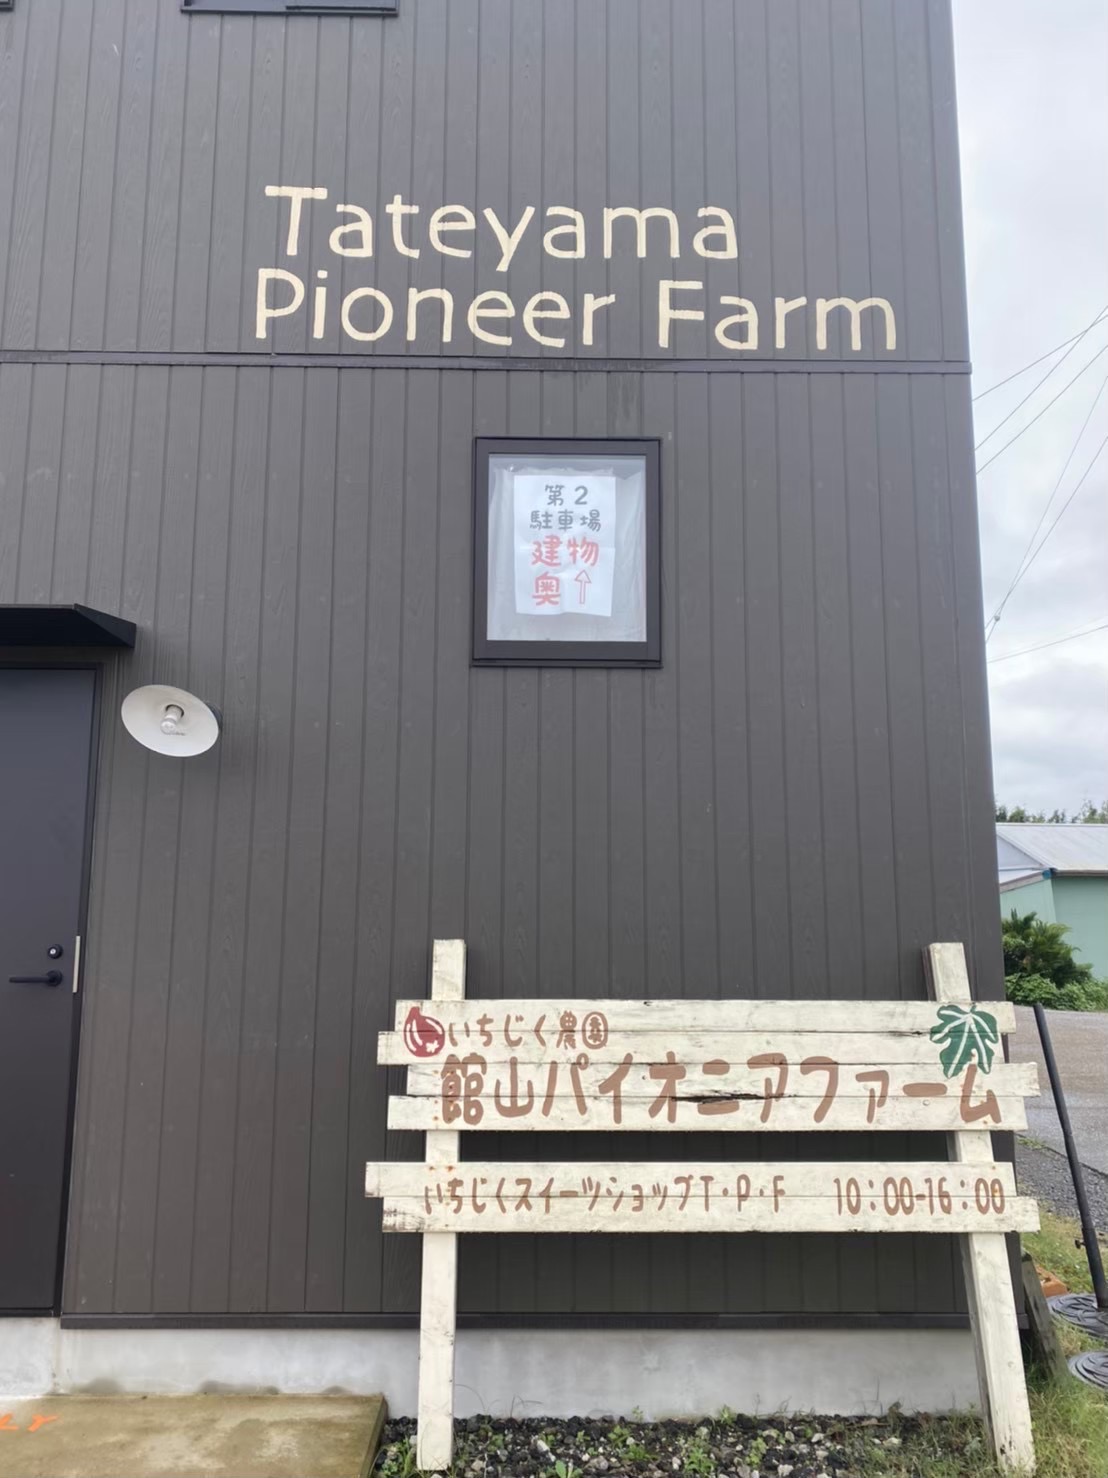 Tateyama
Pioneer Farm
第2
駐車場
建物
奥↑
いちじく農園
館山パイオニアファーム
いちじくスイーツショップT・P・F 10:00-16:00